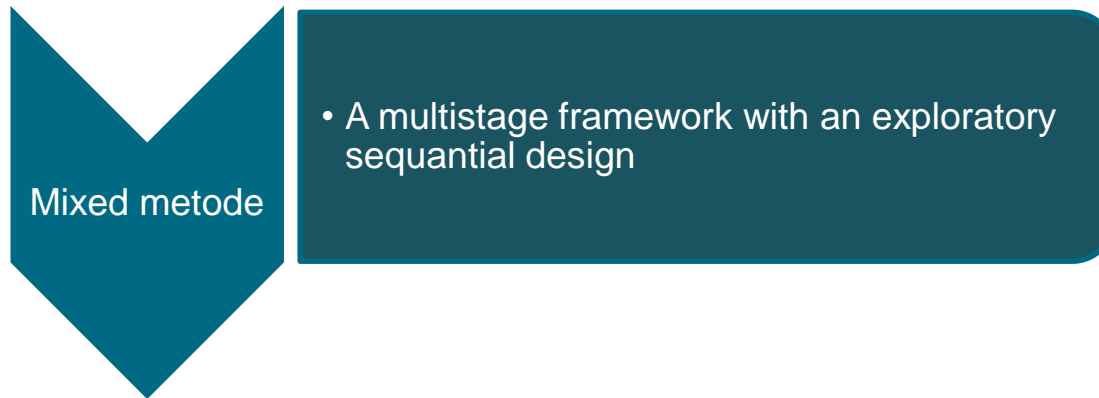 Mixed metode
• A multistage framework with an exploratory
sequantial design